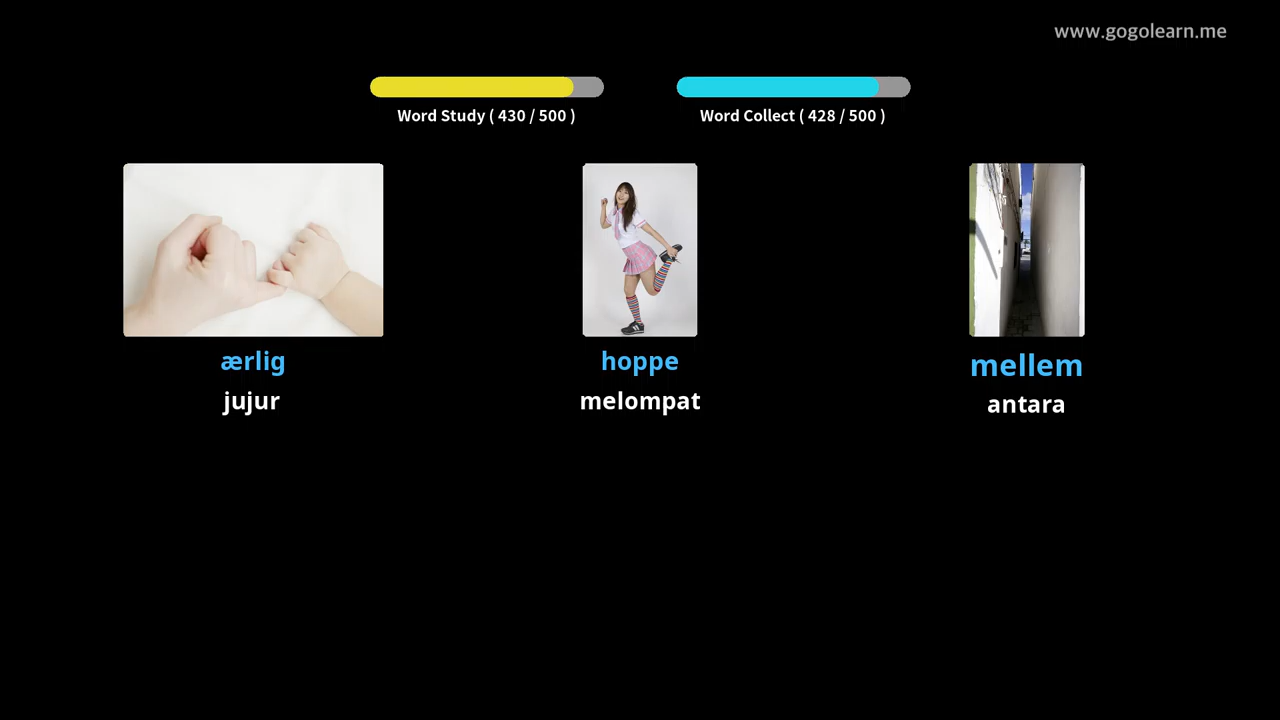 www.gogolearn.me
Word Study ( 430 / 500 )
Word Collect ( 428 / 500 )
ærlig
jujur
hoppe
melompat
mellem
antara